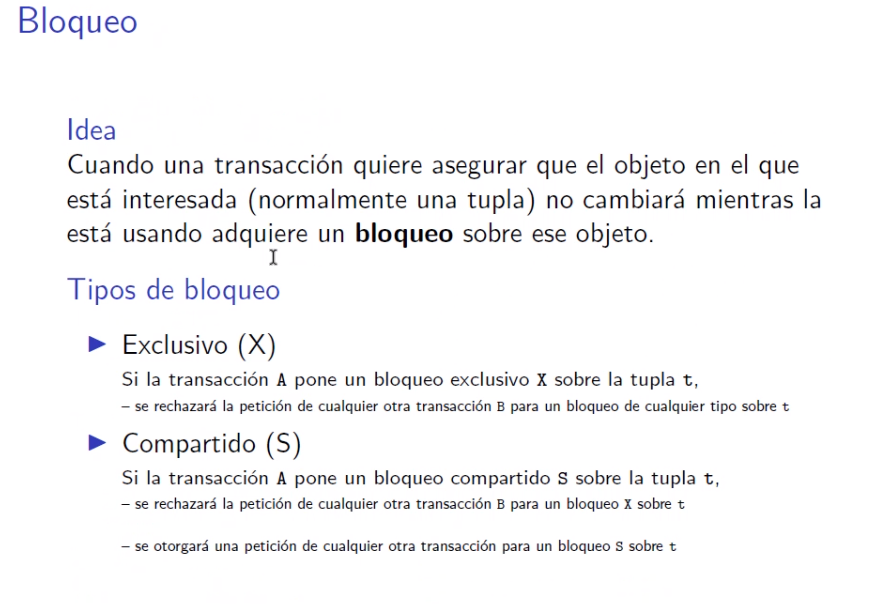 Bloqueo
Idea
Cuando una transacción quiere asegurar que el objeto en el que
está interesada (normalmente una tupla) no cambiará mientras la
está usando adquiere un bloqueo sobre ese objeto.
Tipos de bloqueo
▶ Exclusivo (X)
Si la transacción A pone un bloqueo exclusivo X sobre la tupla t,
– se rechazará la petición de cualquier otra transacción B para un bloqueo de cualquier tipo sobre t
▶ Compartido (S)
Si la transacción A pone un bloqueo compartido S sobre la tupla t,
– se rechazará la petición de cualquier otra transacción B para un bloqueo X sobre t
– se otorgará una petición de cualquier otra transacción para un bloqueo S sobre t